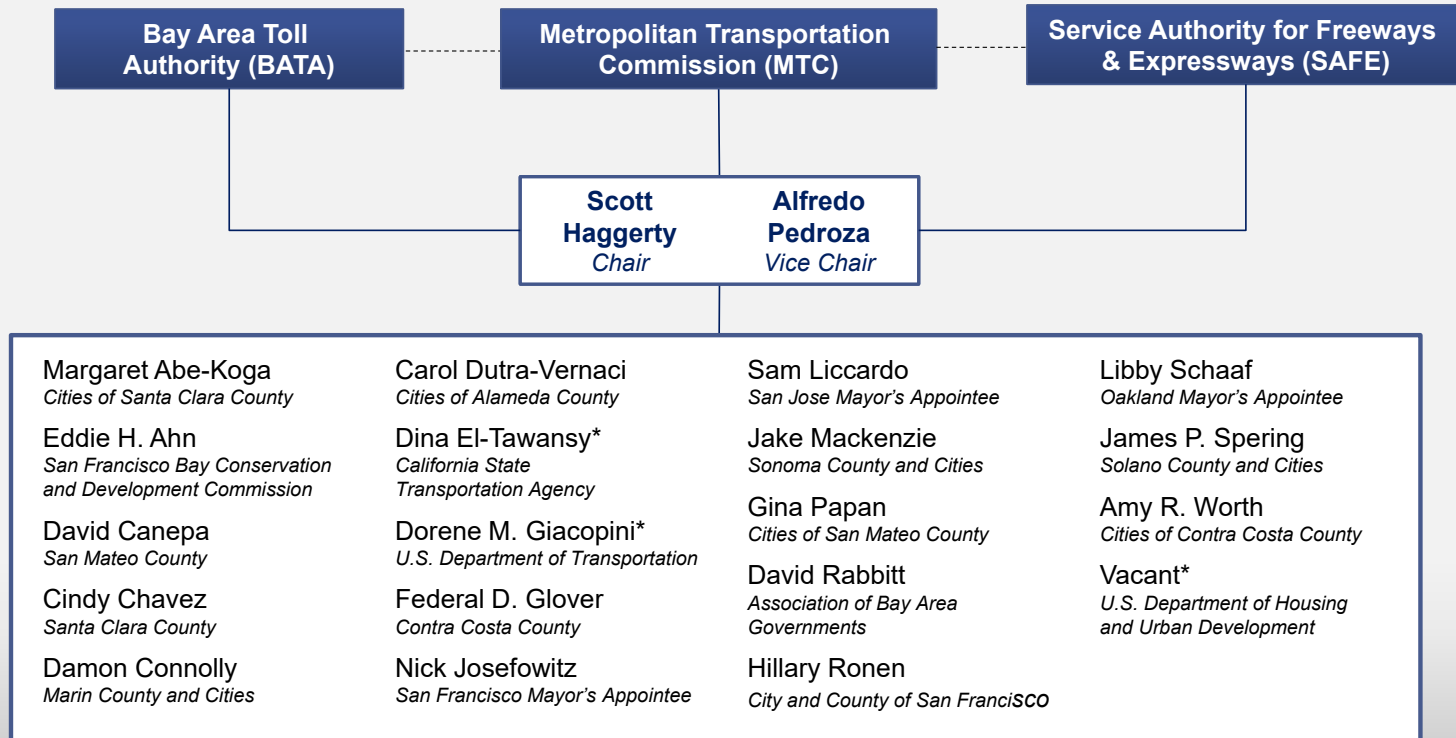 Bay Area Toll
Authority (BATA)
Metropolitan Transportation
Commission (MTC)
Service Authority for Freeways
& Expressways (SAFE)
Scott
Haggerty
Chair
Alfredo
Pedroza
Vice Chair
Margaret Abe-Koga
Cities of Santa Clara County
Eddie H. Ahn
San Francisco Bay Conservation
and Development Commission
David Canepa
San Mateo County
Cindy Chavez
Santa Clara County
Damon Connolly
Marin County and Cities
Carol Dutra-Vernaci
Cities of Alameda County
Dina El-Tawansy*
California State
Transportation Agency
Dorene M. Giacopini*
U.S. Department of Transportation
Federal D. Glover
Contra Costa County
Nick Josefowitz
San Francisco Mayor's Appointee
Sam Liccardo
San Jose Mayor's Appointee
Jake Mackenzie
Sonoma County and Cities
Gina Papan
Cities of San Mateo County
David Rabbitt
Association of Bay Area
Governments
Hillary Ronen
City and County of San Francisco
Libby Schaaf
Oakland Mayor's Appointee
James P. Spering
Solano County and Cities
Amy R. Worth
Cities of Contra Costa County
Vacant*
U.S. Department of Housing
and Urban Development